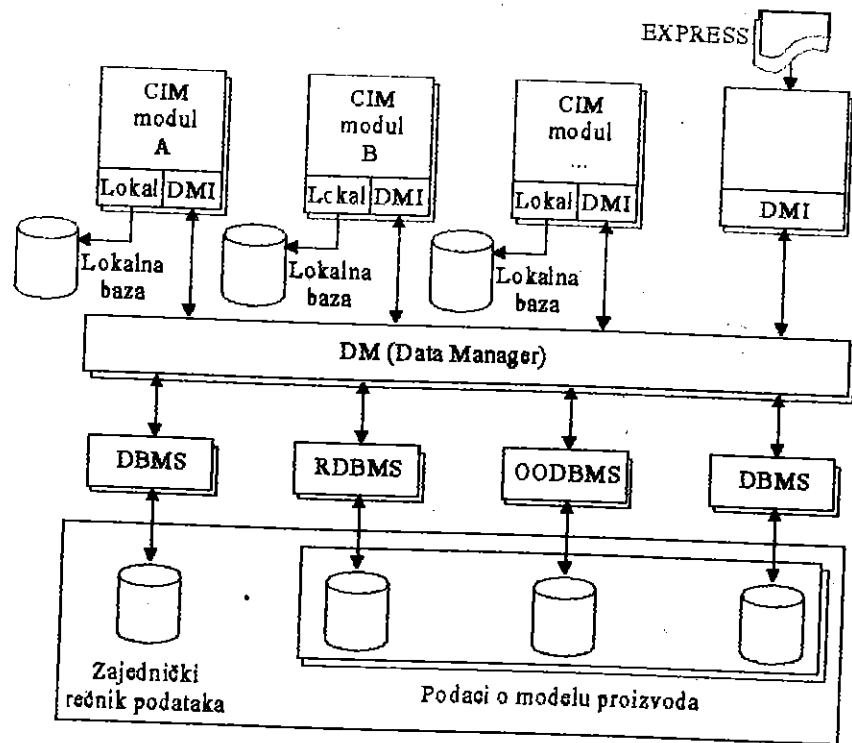 EXPRESS
CIM
modul
A
Lokal DMI
CIM
modul
B
Lokal DMI
CIM
modul
...
Lokal DMI
DMI
Lokalna
baza
Lokalna
baza
Lokalna
baza
DM (Data Manager)
DBMS
RDBMS
OODBMS
DBMS
Zajednički
rečnik podataka
Podaci o modelu proizvoda